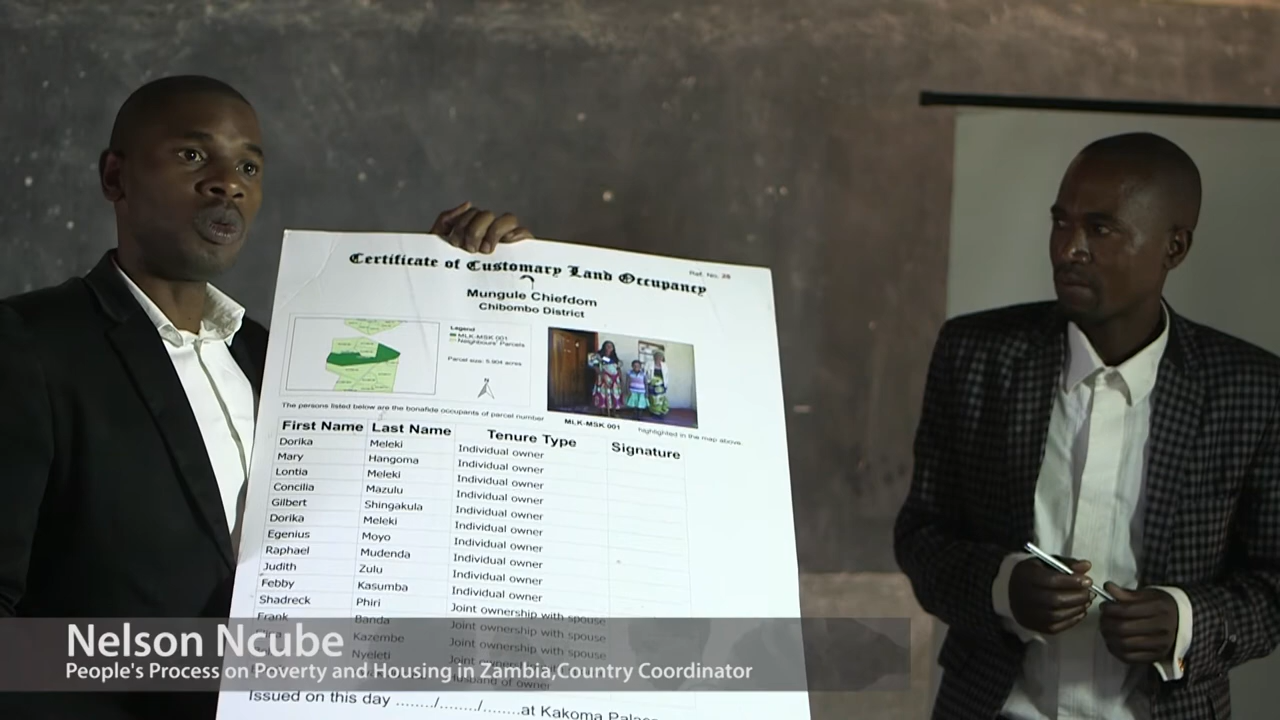 Certificate of Customary Land Occupancy
Ref. No. 28
Mungule Chiefdom
Chibombo District
Legend
MLK-MSK 001
Neighbours' Parcels
Parcel size: 5.904 acres
N
The persons listed below are the bonafide occupants of parcel number MLK-MSK 001 highlighted in the map above.
First Name Last Name Tenure Type Signature
Dorika Meleki Individual owner
Mary Hangoma Individual owner
Lontia Meleki Individual owner
Concilia Mazulu Individual owner
Gilbert Shingakula Individual owner
Dorika Meleki Individual owner
Egenius Moyo Individual owner
Raphael Mudenda Individual owner
Judith Zulu Individual owner
Febby Kasumba Individual owner
Shadreck Phiri Joint ownership with spouse
Frank Banda Joint ownership with spouse
Kazembe Joint ownership with spouse
Nyeleti
of owner
Nelson Ncube
People's Process on Poverty and Housing in Zambia,Country Coordinator
Issued on this day ......../......../........at Kakoma